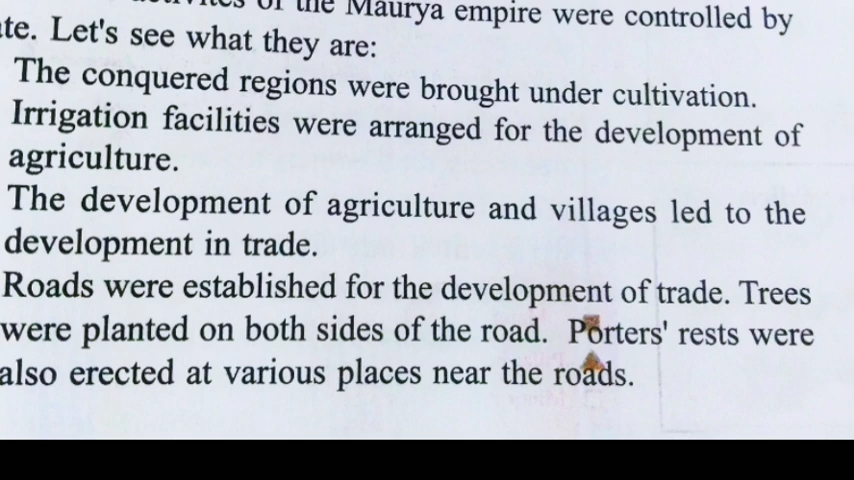 the Maurya empire were controlled by
ate. Let's see what they are:
The conquered regions were brought under cultivation.
Irrigation facilities were arranged for the development of
agriculture.
The development of agriculture and villages led to the
development in trade.
Roads were established for the development of trade. Trees
were planted on both sides of the road. Porters' rests were
also erected at various places near the roads.